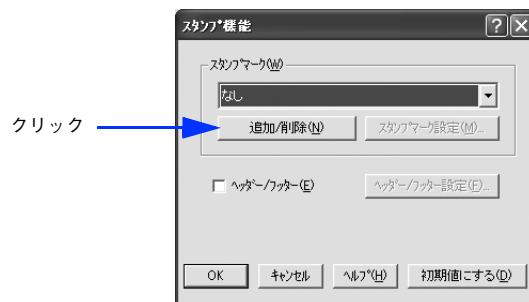 スタンプ機能
スタンプマーク(W)
なし
クリック
追加/削除(N)
スタンプマーク設定(M)...
ヘッダー/フッター(E)
ヘッダー/フッター設定(F)...
OK
キャンセル
ヘルプ(H)
初期値にする(D)